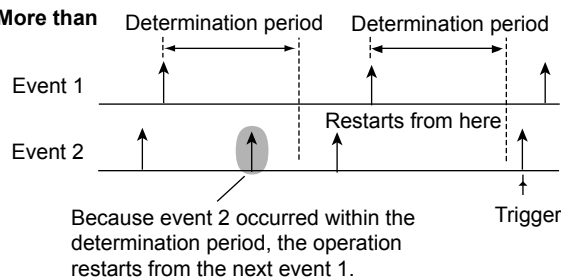 More than
Determination period
Determination period
Event 1
Restarts from here
Event 2
Because event 2 occurred within the
determination period, the operation
restarts from the next event 1.
Trigger